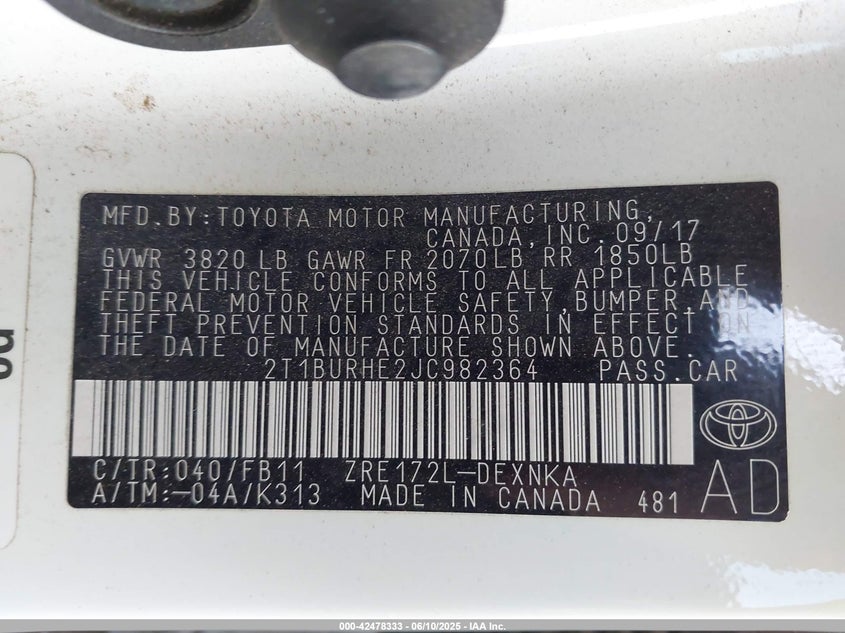 MFD.BY:TOYOTA MOTOR MANUFACTURING,
CANADA,INC. 09/17
GVWR 3820 LB GAWR FR 2070LB RR 1850LB
THIS VEHICLE CONFORMS TO ALL APPLICABLE
FEDERAL MOTOR VEHICLE SAFETY,BUMPER,AND
THEFT PREVENTION STANDARDS IN EFFECT ON
THE DATE OF MANUFACTURE SHOWN ABOVE.
2T1BURHE2JC982364 PASS.CAR
C/TR:040/FB11 ZRE172L-DEXNKA
A/TM:-04A/K313 MADE IN CANADA 481 AD
000-42478333 - 06/10/2025 - IAA Inc.